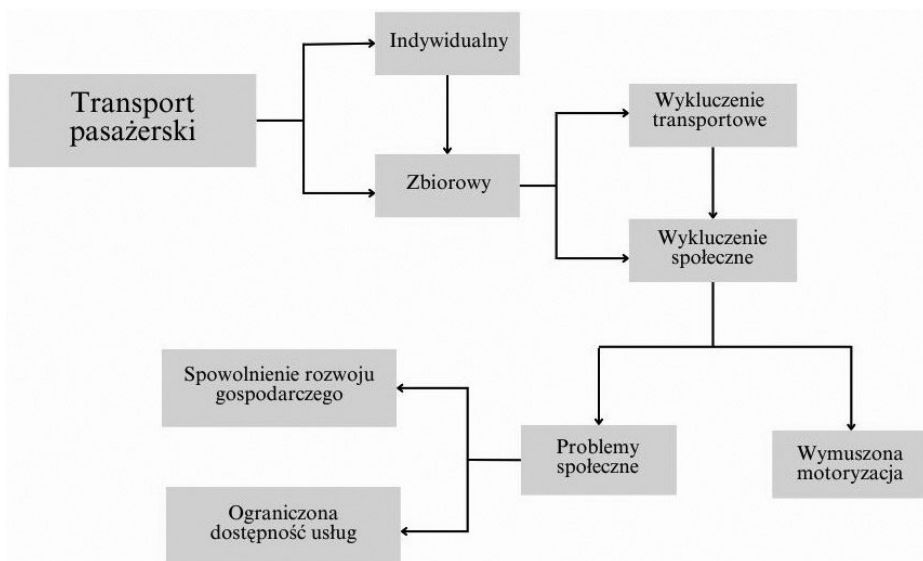 Indywidualny
Transport
pasażerski
Zbiorowy
Wykluczenie
transportowe
Wykluczenie
społeczne
Spowolnienie rozwoju
gospodarczego
Problemy
społeczne
Wymuszona
motoryzacja
Ograniczona
dostępność usług